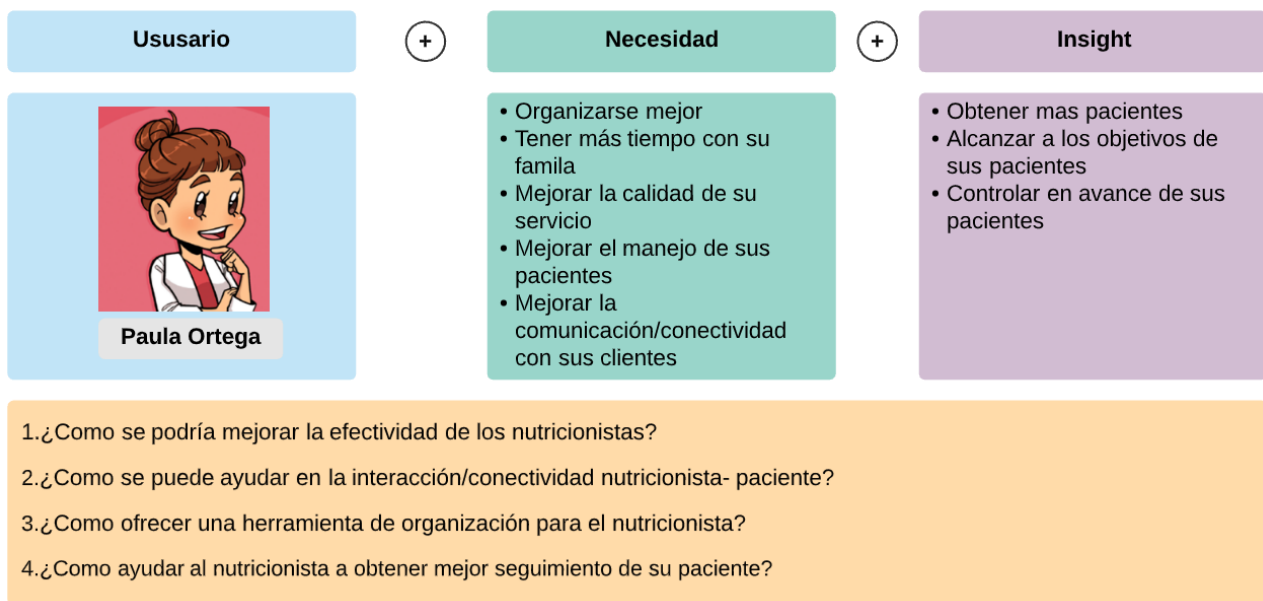 Ususario
+
Necesidad
+
Insight
Paula Ortega
• Organizarse mejor
• Tener más tiempo con su
famila
• Mejorar la calidad de su
servicio
• Mejorar el manejo de sus
pacientes
• Mejorar la
comunicación/conectividad
con sus clientes
• Obtener mas pacientes
• Alcanzar a los objetivos de
sus pacientes
• Controlar en avance de sus
pacientes
1.¿Como se podría mejorar la efectividad de los nutricionistas?
2.¿Como se puede ayudar en la interacción/conectividad nutricionista- paciente?
3.¿Como ofrecer una herramienta de organización para el nutricionista?
4.¿Como ayudar al nutricionista a obtener mejor seguimiento de su paciente?